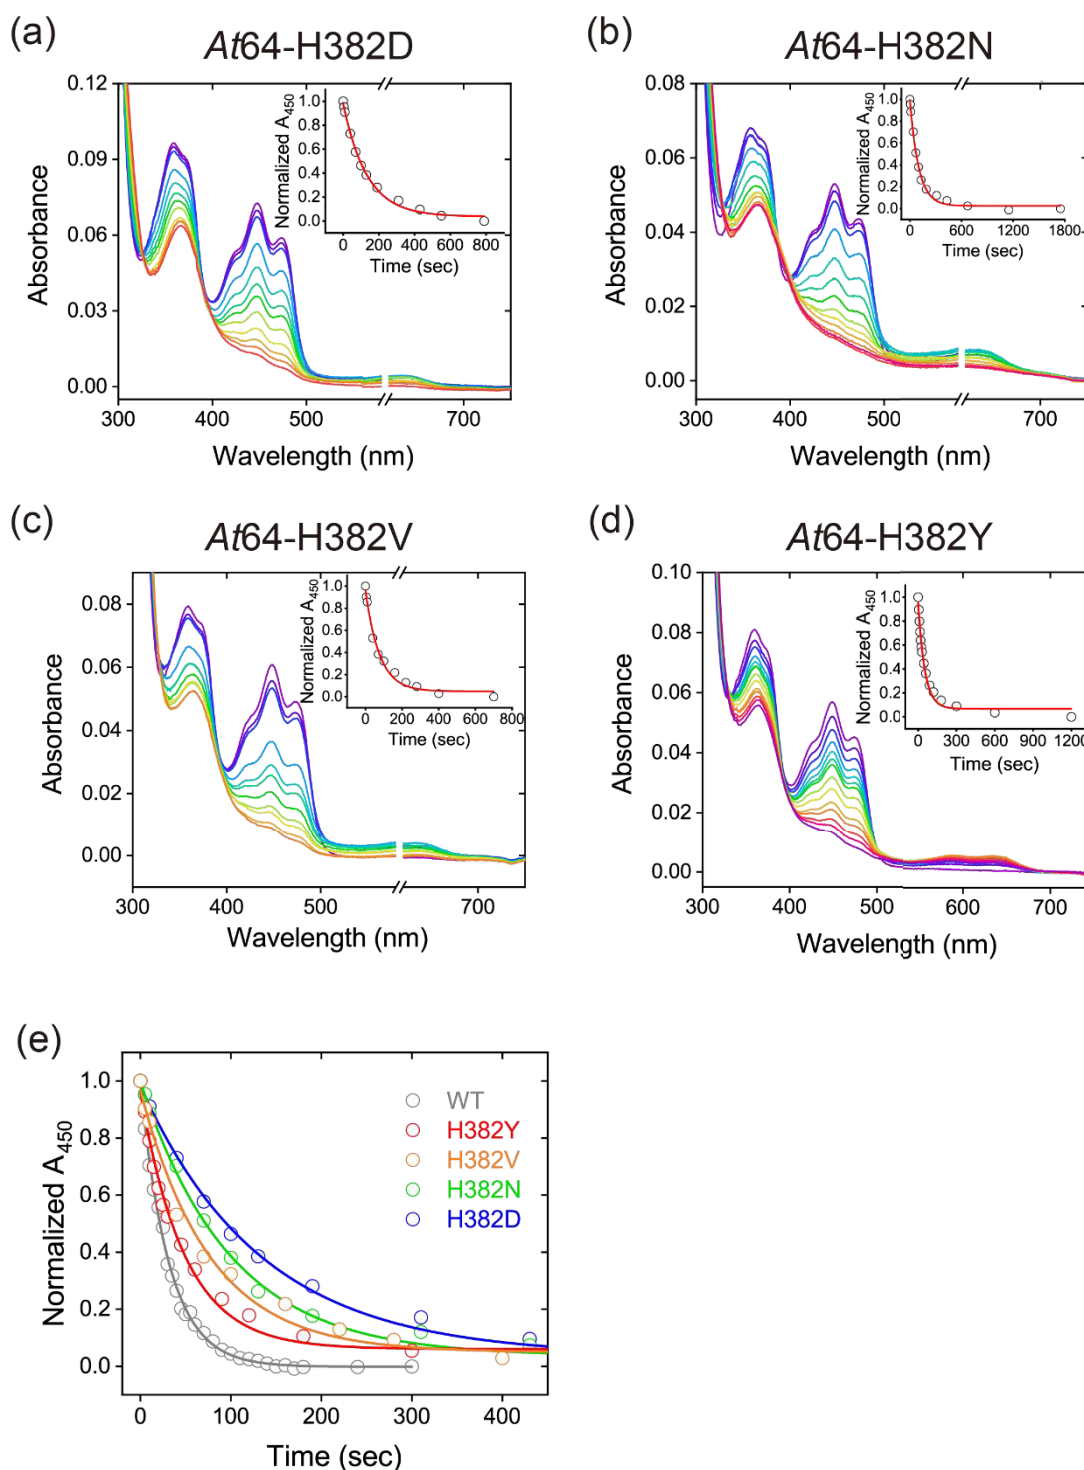 (a)
At64-H382D
0.12
0.09
0.06
0.03
0.00
Absorbance
300 400 500 700
Wavelength (nm)
1.0
0.8
0.6
0.4
0.2
0.0
Normalized A450
0 200 400 600 800
Time (sec)
(b)
At64-H382N
0.08
0.06
0.04
0.02
0.00
Absorbance
300 400 500 600 700
Wavelength (nm)
1.0
0.8
0.6
0.4
0.2
0.0
Normalized A450
0 600 1200 1800
Time (sec)
(c)
At64-H382V
0.08
0.06
0.04
0.02
0.00
Absorbance
300 400 500 700
Wavelength (nm)
1.0
0.8
0.6
0.4
0.2
0.0
Normalized A450
0 200 400 600 800
Time (sec)
(d)
At64-H382Y
0.10
0.08
0.06
0.04
0.02
0.00
Absorbance
300 400 500 600 700
Wavelength (nm)
1.0
0.8
0.6
0.4
0.2
0.0
Normalized A450
0 300 600 900 1200
Time (sec)
(e)
1.0
0.8
0.6
0.4
0.2
0.0
Normalized A450
WT
H382Y
H382V
H382N
H382D
0 100 200 300 400
Time (sec)